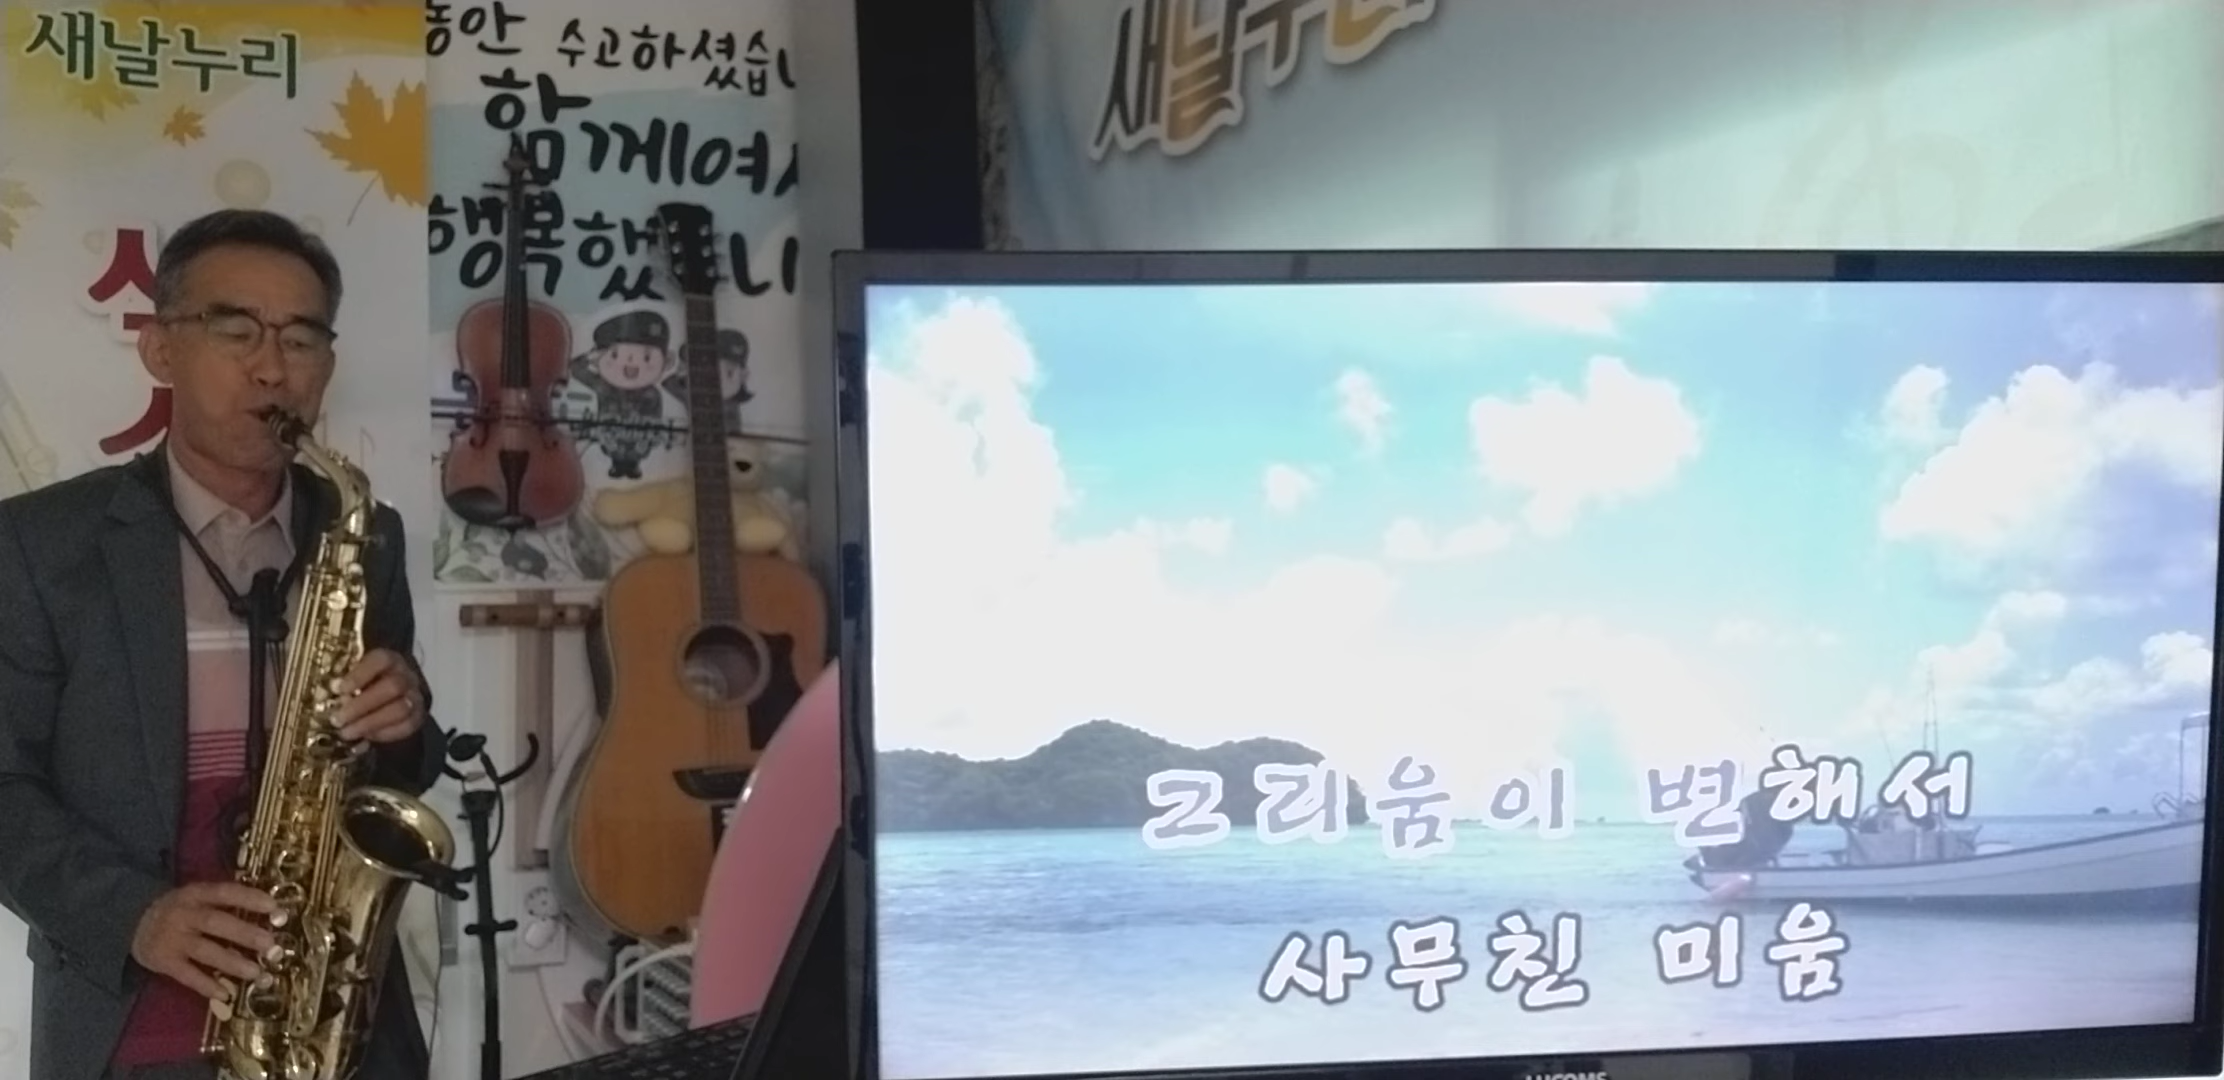 새날누리
동안 수고하셨습니
함께여서
행복했습니
새날누리
그리움이 변해서
사무친 미움
LUCOMS